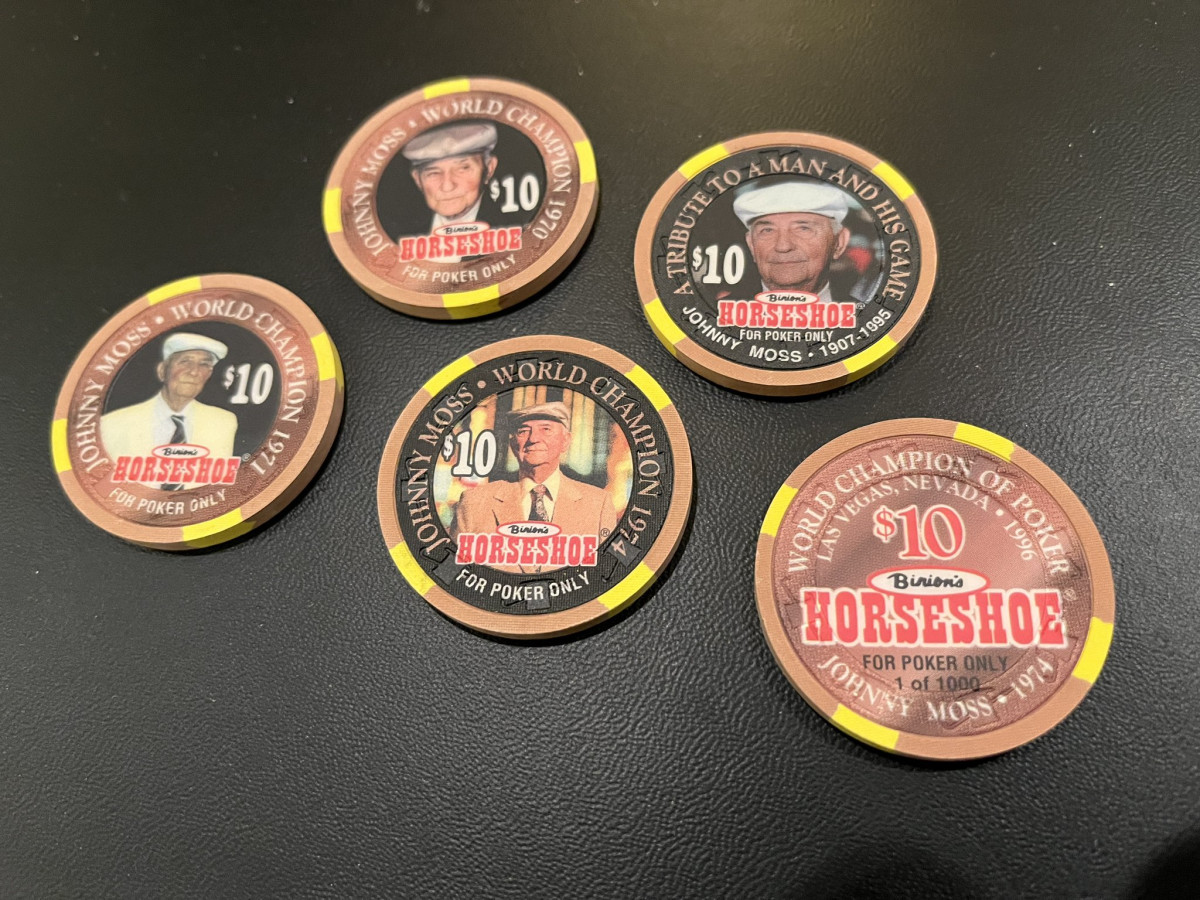 JOHNNY MOSS • WORLD CHAMPION 1970
$10
Binion's
HORSESHOE
FOR POKER ONLY
A TRIBUTE TO A MAN AND HIS GAME
$10
Binion's
HORSESHOE®
FOR POKER ONLY
JOHNNY MOSS • 1907-1995
JOHNNY MOSS • WORLD CHAMPION 1971
$10
Binion's
HORSESHOE®
FOR POKER ONLY
JOHNNY MOSS • WORLD CHAMPION 1974
$10
Binion's
HORSESHOE®
FOR POKER ONLY
WORLD CHAMPION OF POKER
LAS VEGAS, NEVADA • 1996
$10
Binion's
HORSESHOE®
FOR POKER ONLY
1 of 1000
JOHNNY MOSS • 1974